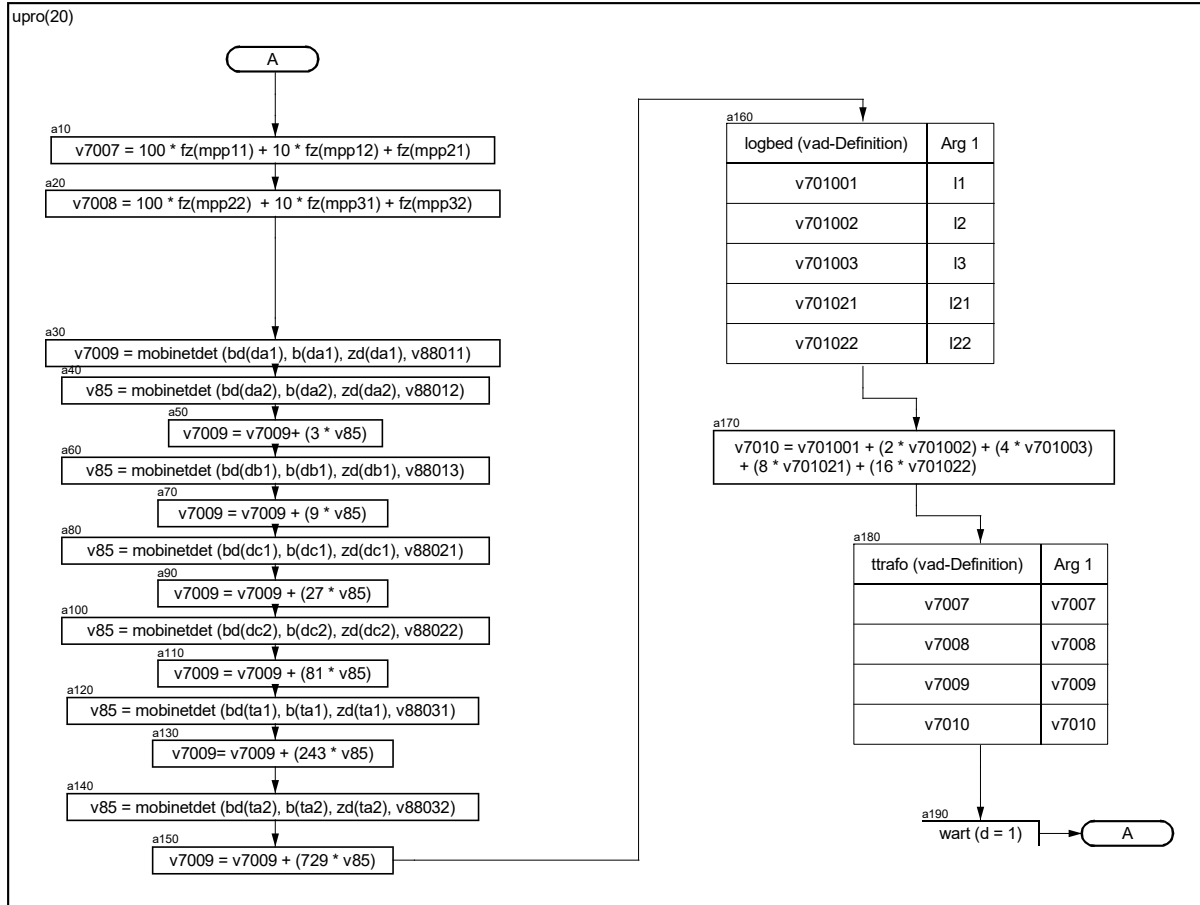 upro(20)
A
a10
v7007 = 100 * fz(mpp11) + 10 * fz(mpp12) + fz(mpp21)
a20
v7008 = 100 * fz(mpp22)  + 10 * fz(mpp31) + fz(mpp32)
a30
v7009 = mobinetdet (bd(da1), b(da1), zd(da1), v88011)
a40
v85 = mobinetdet (bd(da2), b(da2), zd(da2), v88012)
a50
v7009 = v7009+ (3 * v85)
a60
v85 = mobinetdet (bd(db1), b(db1), zd(db1), v88013)
a70
v7009 = v7009 + (9 * v85)
a80
v85 = mobinetdet (bd(dc1), b(dc1), zd(dc1), v88021)
a90
v7009 = v7009 + (27 * v85)
a100
v85 = mobinetdet (bd(dc2), b(dc2), zd(dc2), v88022)
a110
v7009 = v7009 + (81 * v85)
a120
v85 = mobinetdet (bd(ta1), b(ta1), zd(ta1), v88031)
a130
v7009= v7009 + (243 * v85)
a140
v85 = mobinetdet (bd(ta2), b(ta2), zd(ta2), v88032)
a150
v7009 = v7009 + (729 * v85)
a160
logbed (vad-Definition) Arg 1
v701001 l1
v701002 l2
v701003 l3
v701021 l21
v701022 l22
a170
v7010 = v701001 + (2 * v701002) + (4 * v701003)
+ (8 * v701021) + (16 * v701022)
a180
ttrafo (vad-Definition) Arg 1
v7007 v7007
v7008 v7008
v7009 v7009
v7010 v7010
a190
wart (d = 1)
A